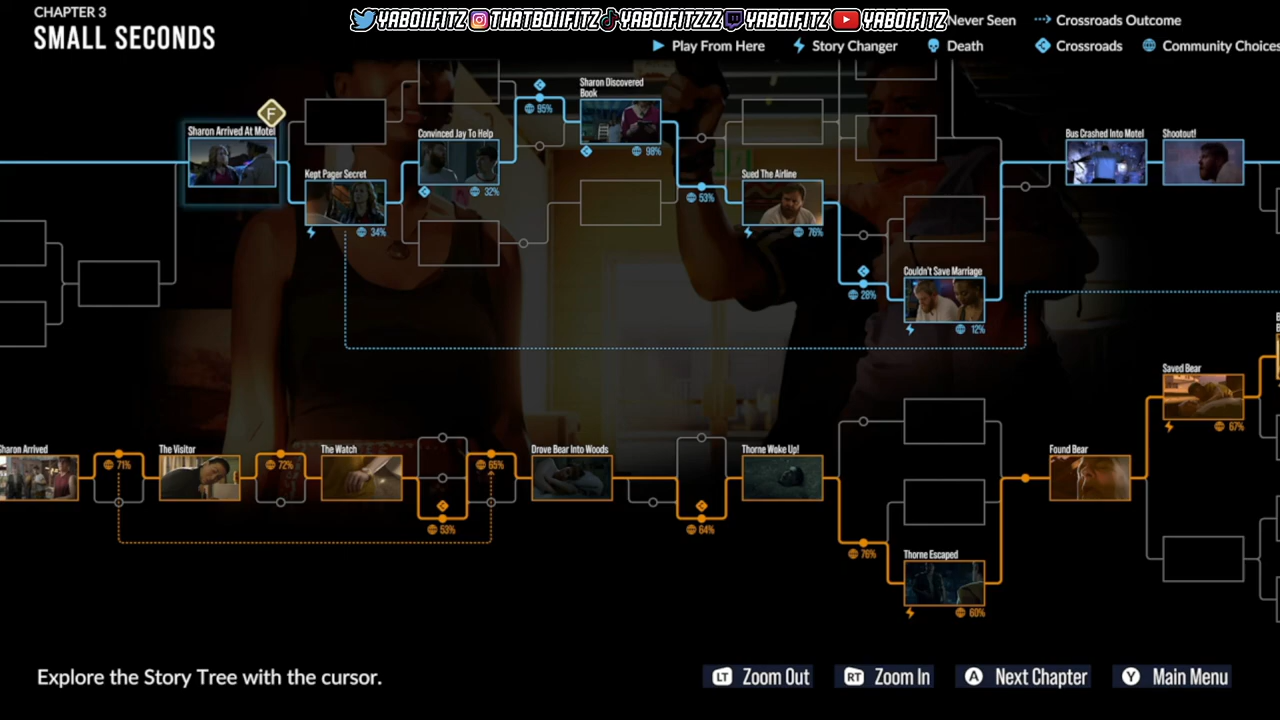 CHAPTER 3
SMALL SECONDS
YABOIIFITZ THATBOIIFITZ YABOIFITZZZ YABOIFITZ YABOIFITZ
Never Seen
Crossroads Outcome
Play From Here
Story Changer
Death
Crossroads
Community Choices
Sharon Discovered
Book
95%
98%
F
Sharon Arrived At Motel
Convinced Jay To Help
32%
Kept Pager Secret
34%
53%
Sued The Airline
76%
Bus Crashed Into Motel
Shootout!
28%
Couldn't Save Marriage
12%
Saved Bear
67%
Sharon Arrived
71%
The Visitor
72%
The Watch
65%
53%
Drove Bear Into Woods
64%
Thorne Woke Up!
76%
Thorne Escaped
60%
Found Bear
Explore the Story Tree with the cursor.
LT Zoom Out
RT Zoom In
A Next Chapter
Y Main Menu